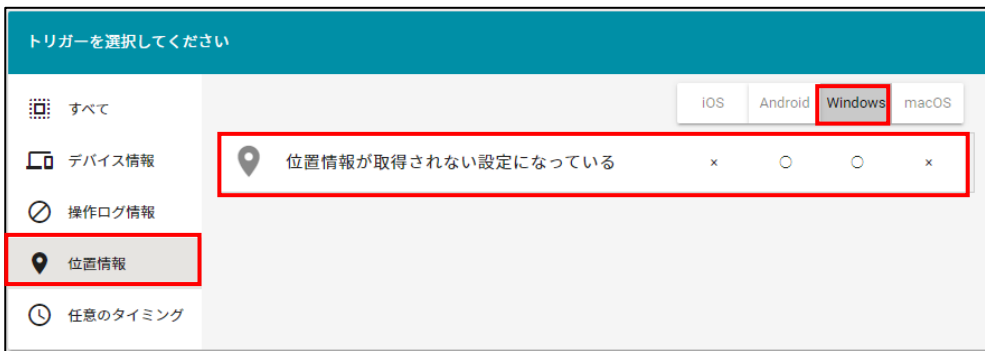 トリガーを選択してください
すべて
デバイス情報
操作ログ情報
位置情報
任意のタイミング
iOS Android Windows macOS
位置情報が取得されない設定になっている × ○ ○ ×